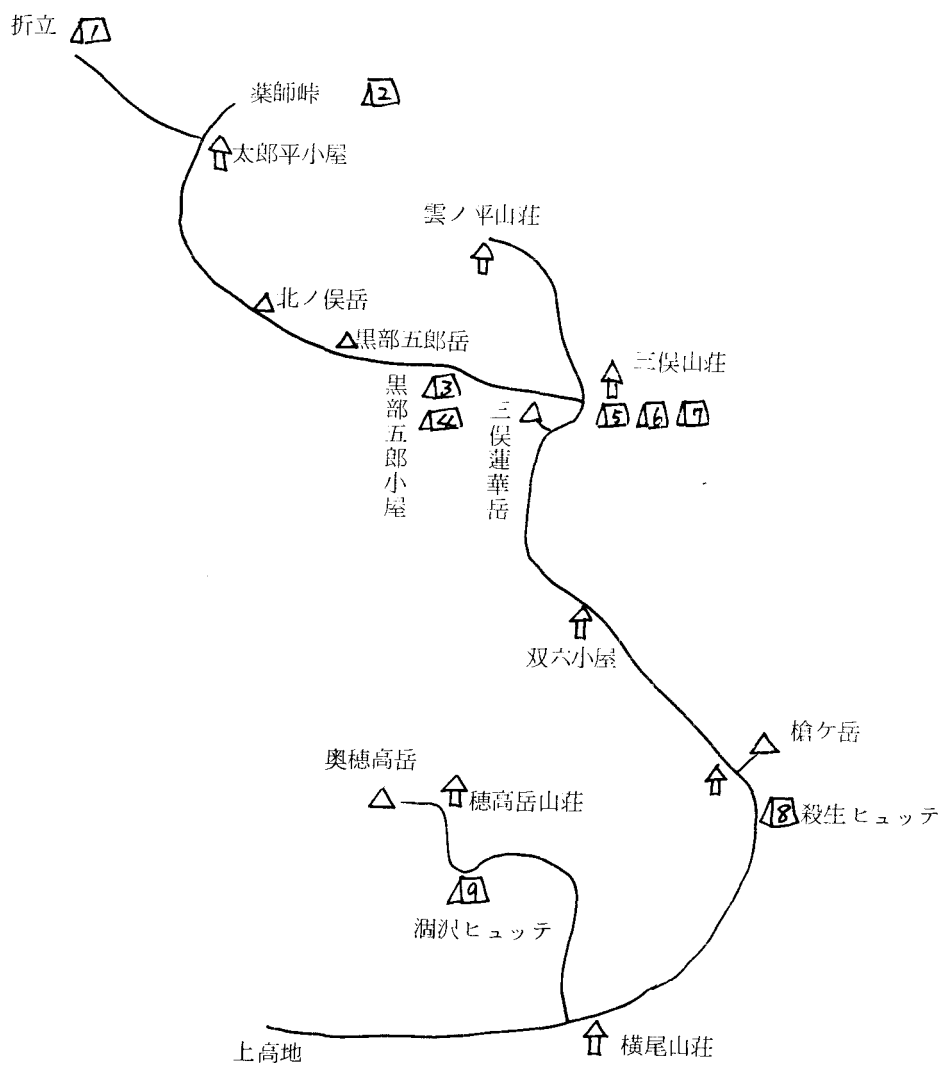 折立 1
薬師峠 2
太郎平小屋
雲ノ平山荘
北ノ俣岳
黒部五郎岳
三俣山荘
黒部五郎小屋
3
4
三俣蓮華岳
5 6 7
双六小屋
槍ケ岳
奥穂高岳
穂高岳山荘
8 殺生ヒュッテ
9
涸沢ヒュッテ
上高地
横尾山荘